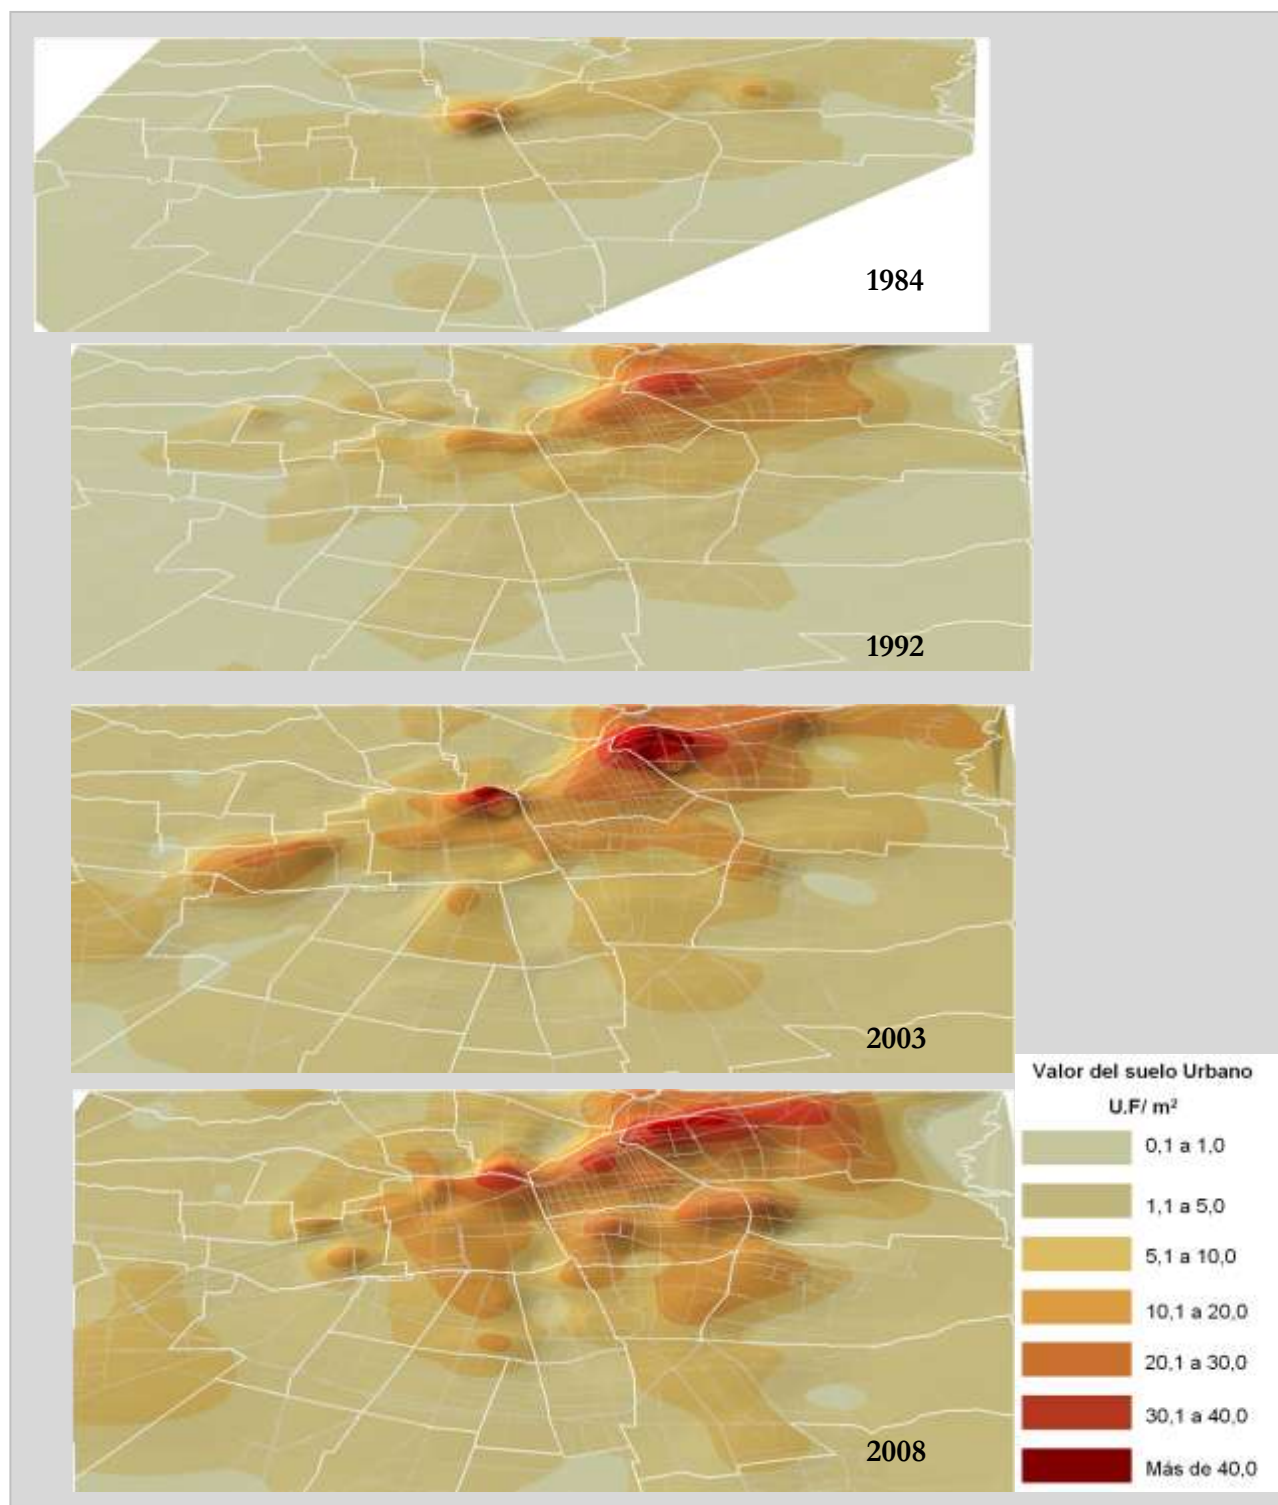 1984
1992
2003
Valor del suelo Urbano
U.F/ m²
0,1 a 1,0
1,1 a 5,0
5,1 a 10,0
10,1 a 20,0
20,1 a 30,0
30,1 a 40,0
Más de 40,0
2008